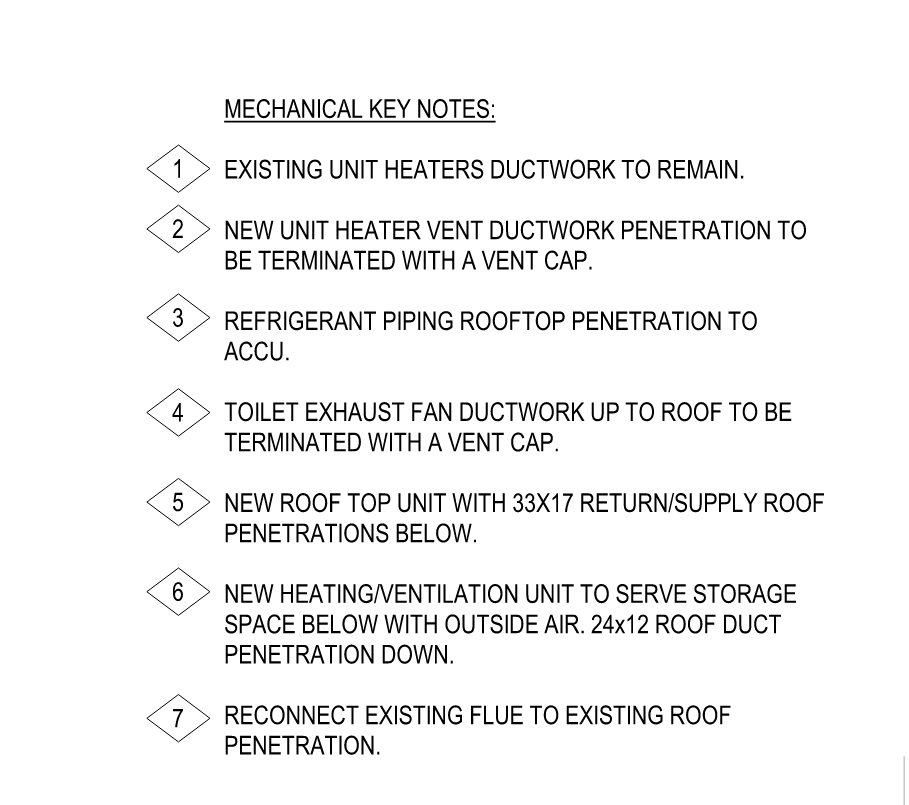 MECHANICAL KEY NOTES:
1 EXISTING UNIT HEATERS DUCTWORK TO REMAIN.
2 NEW UNIT HEATER VENT DUCTWORK PENETRATION TO
BE TERMINATED WITH A VENT CAP.
3 REFRIGERANT PIPING ROOFTOP PENETRATION TO
ACCU.
4 TOILET EXHAUST FAN DUCTWORK UP TO ROOF TO BE
TERMINATED WITH A VENT CAP.
5 NEW ROOF TOP UNIT WITH 33X17 RETURN/SUPPLY ROOF
PENETRATIONS BELOW.
6 NEW HEATING/VENTILATION UNIT TO SERVE STORAGE
SPACE BELOW WITH OUTSIDE AIR. 24x12 ROOF DUCT
PENETRATION DOWN.
7 RECONNECT EXISTING FLUE TO EXISTING ROOF
PENETRATION.